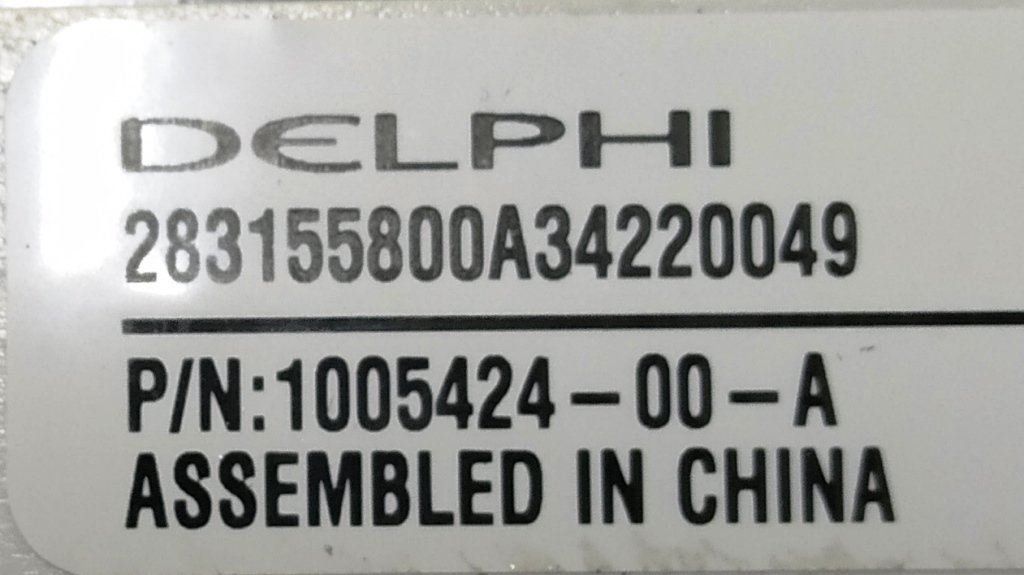 DELPHI
283155800A34220049
P/N:1005424-00-A
ASSEMBLED IN CHINA